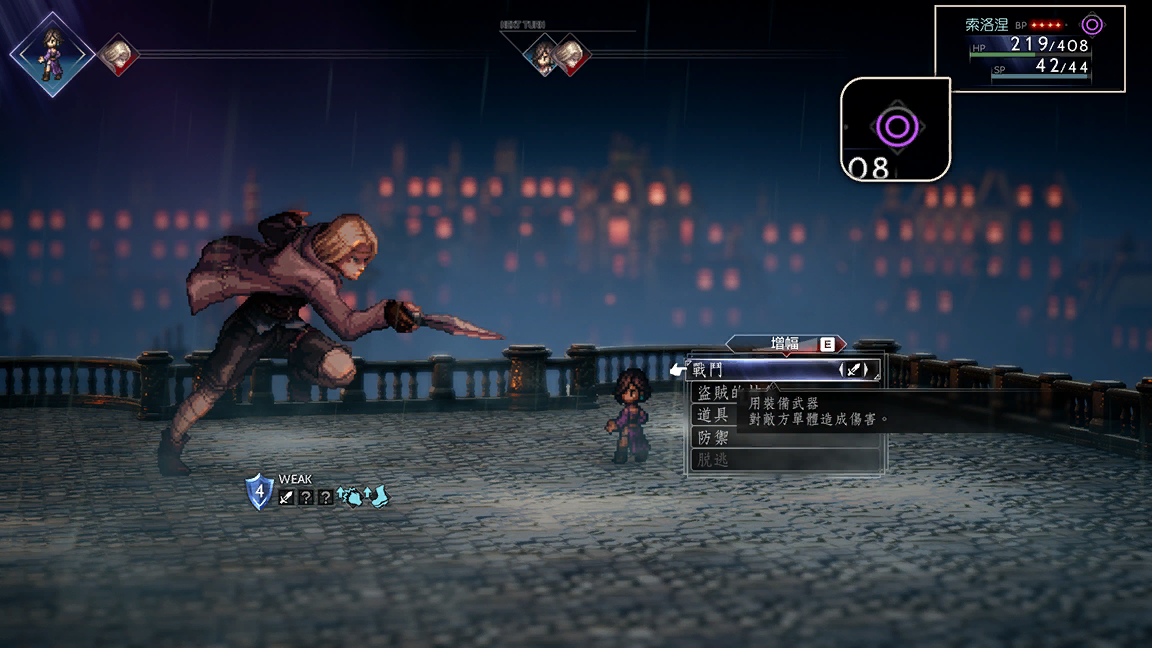 NEXT TURN
索洛涅 BP
HP 219/408
SP 42/44
08
增幅 E
戰鬥
盜賊的
用裝備武器
對敵方單體造成傷害。
道具
防禦
脫逃
4 WEAK
? ?